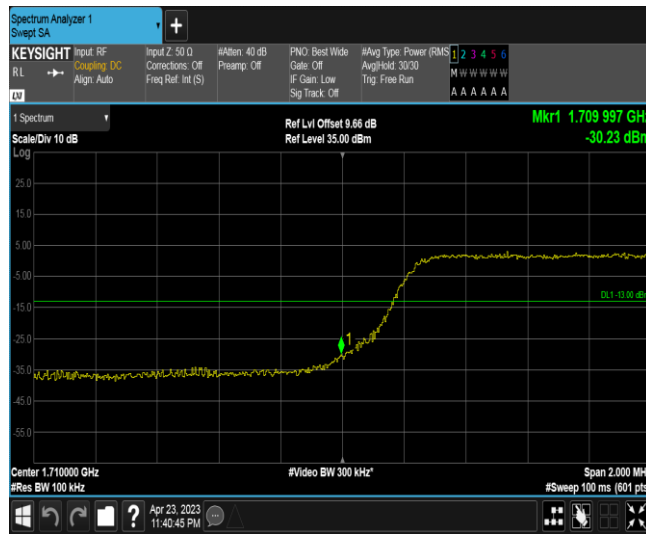 Spectrum Analyzer 1
Swept SA
+
KEYSIGHT
RL
LXI
Input: RF
Coupling: DC
Align: Auto
Input Z: 50 Ω
Corrections: Off
Freq Ref: Int (S)
#Atten: 40 dB
Preamp: Off
PNO: Best Wide
Gate: Off
IF Gain: Low
Sig Track: Off
#Avg Type: Power (RMS
Avg|Hold: 30/30
Trig: Free Run
1 2 3 4 5 6
M W W W W W
A A A A A A
1 Spectrum
Scale/Div 10 dB
Ref Lvl Offset 9.66 dB
Ref Level 35.00 dBm
Mkr1 1.709 997 GH
-30.23 dBm
Log
25.0
15.0
5.00
-5.00
-15.0
-25.0
-35.0
-45.0
-55.0
DL1 -13.00 dBm
1
Center 1.710000 GHz
#Res BW 100 kHz
#Video BW 300 kHz*
Span 2.000 MH
#Sweep 100 ms (601 pts
?
Apr 23, 2023
11:40:45 PM